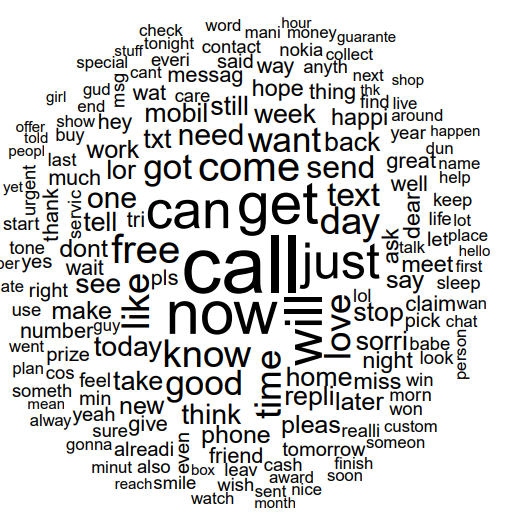 hour
check word mani money
stuff tonight contact nokia guarante
special everi said way collect
msg cant messag anyth next shop
girl gud wat care hope thing thk find live
end mobil still week happi around
offer show hey txt need want back year happen
told buy work dun
peopl last lor got come send great name
yet urgent much well help
servic one can get text dear keep
start thank tell tri day life lot
tone dont free call just ask talk let place
yes wait hello
ate right see pls like now will love lol say meet first
use make stop claim sleep wan
number guy sorri pick chat
went prize today know babe
plan cos night look person
someth feel take good time home miss win
mean min new repli later morn
alway yeah think won
sure give phone pleas realli custom
gonna alreadi even friend tomorrow someon
minut also box leav cash finish
reach smile wish award soon
watch sent nice
month